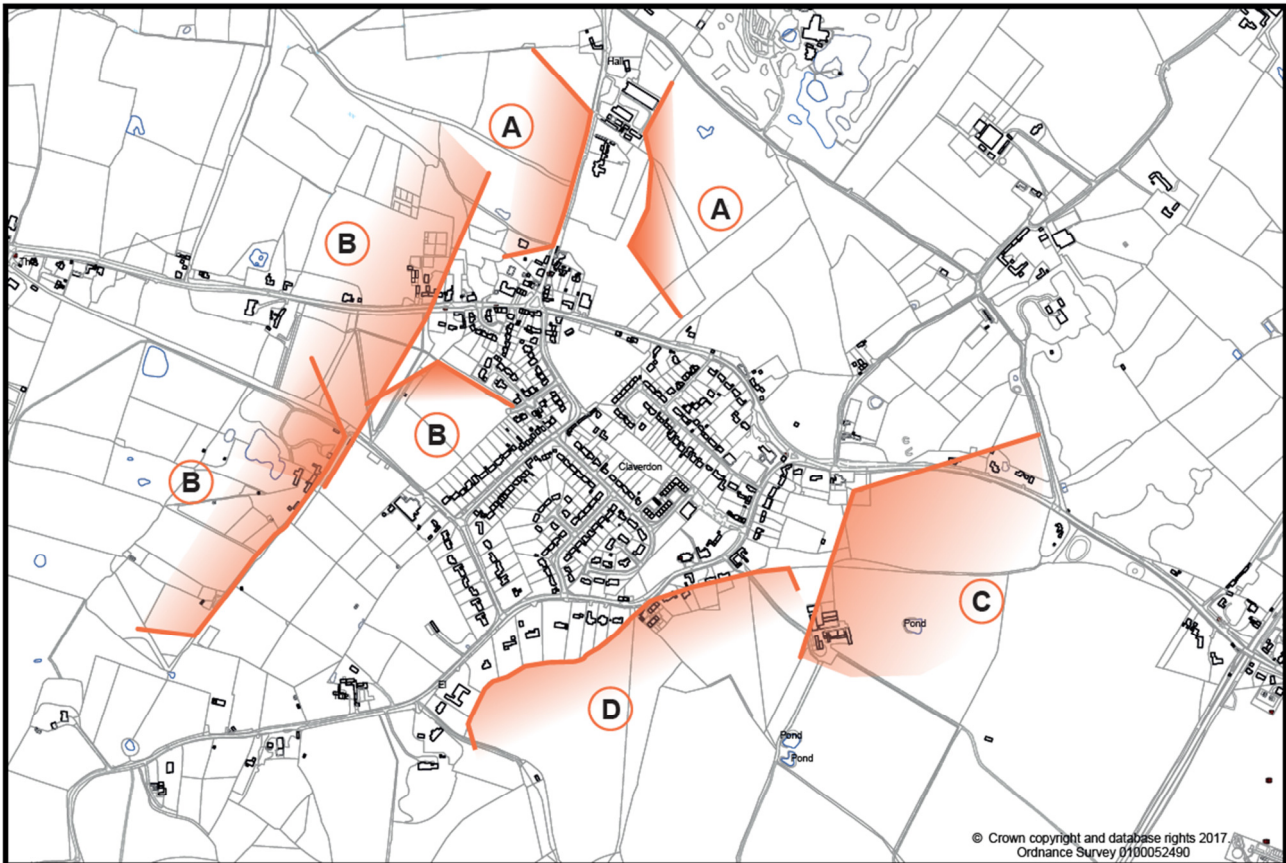 Hall
A
A
B
B
B
Claverdon
C
Pond
D
Pond
Pond
© Crown copyright and database rights 2017.
Ordnance Survey 0100052490